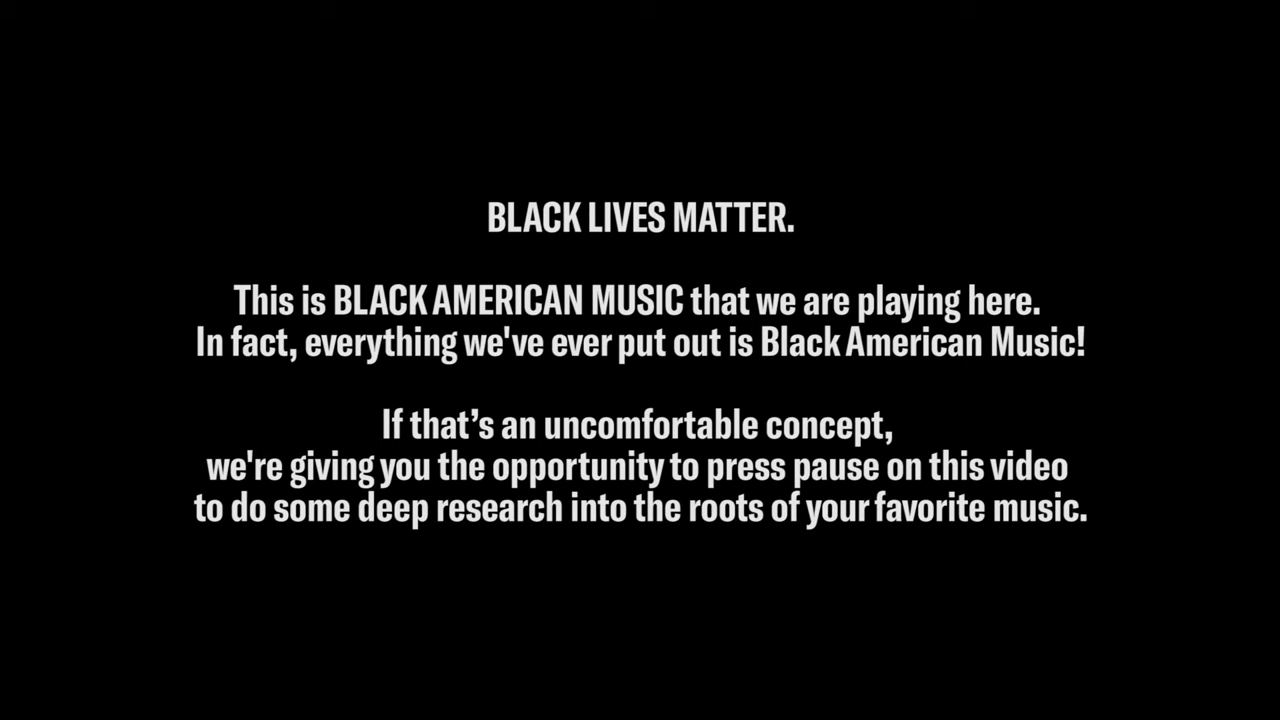 BLACK LIVES MATTER.
This is BLACK AMERICAN MUSIC that we are playing here.
In fact, everything we've ever put out is Black American Music!
If that’s an uncomfortable concept,
we're giving you the opportunity to press pause on this video
to do some deep research into the roots of your favorite music.